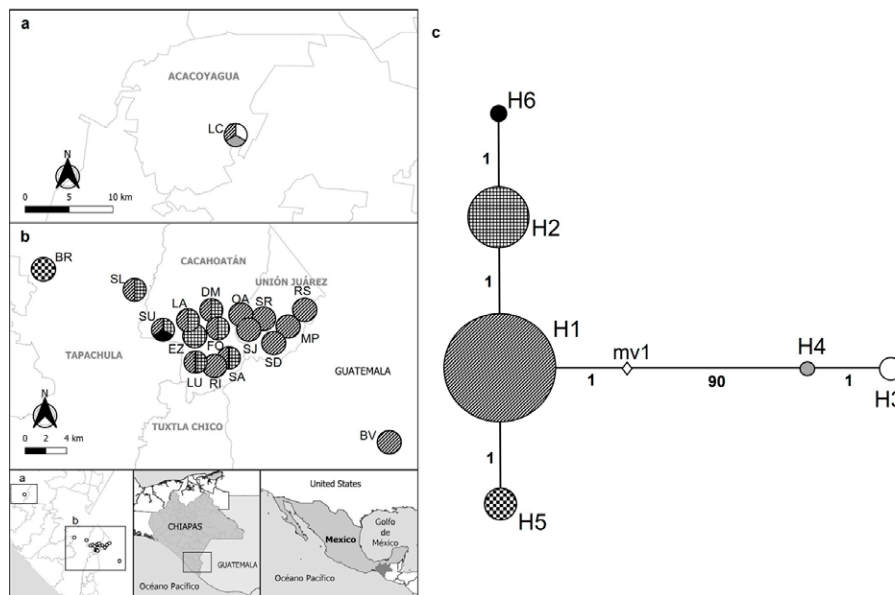 a
ACACOYAGUA
LC
N
0 5 10 km
b
BR
CACAHOATÁN
UNIÓN JUÁREZ
SL
DM
LA
OA
SR
RS
SU
TAPACHULA
EZ
FO
SJ
MP
SD
LU
RI
SA
GUATEMALA
N
0 2 4 km
TUXTLA CHICO
BV
a
b
CHIAPAS
GUATEMALA
Océano Pacífico
United States
Mexico
Golfo
de
México
Océano Pacífico
c
H6
1
H2
1
H1
mv1
H4
H3
1
90
1
1
H5